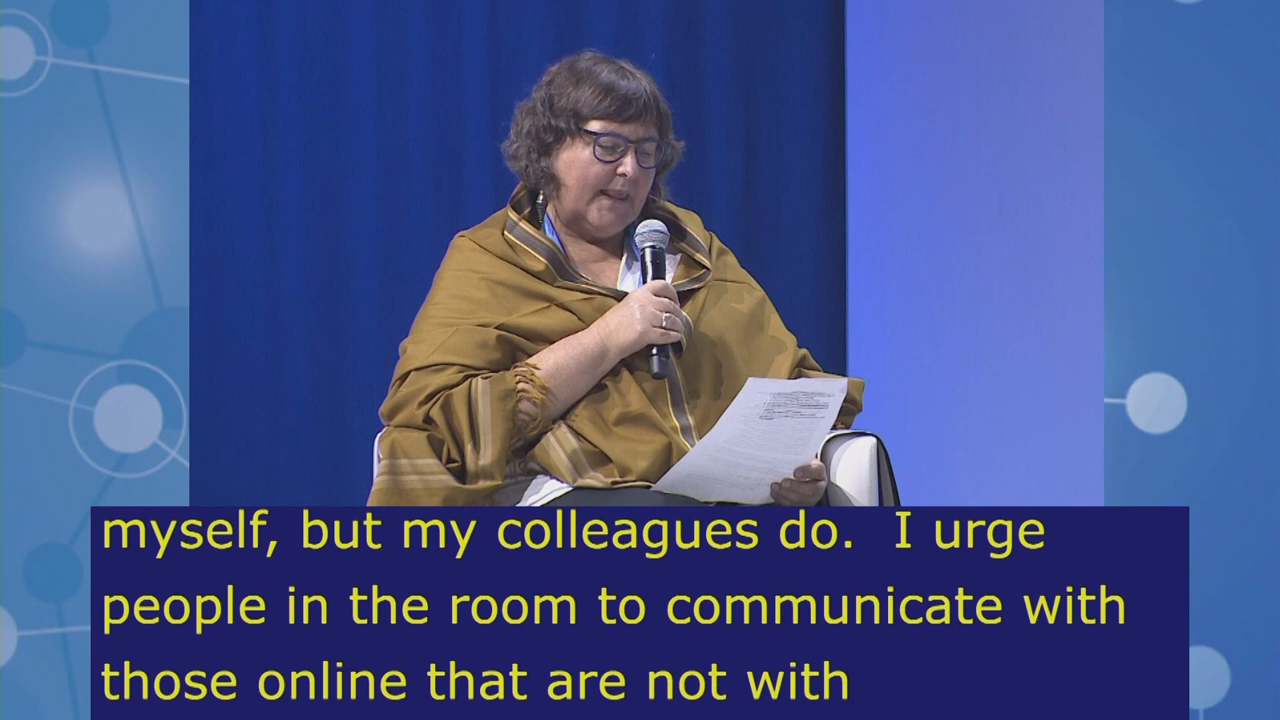 myself, but my colleagues do.  I urge
people in the room to communicate with
those online that are not with